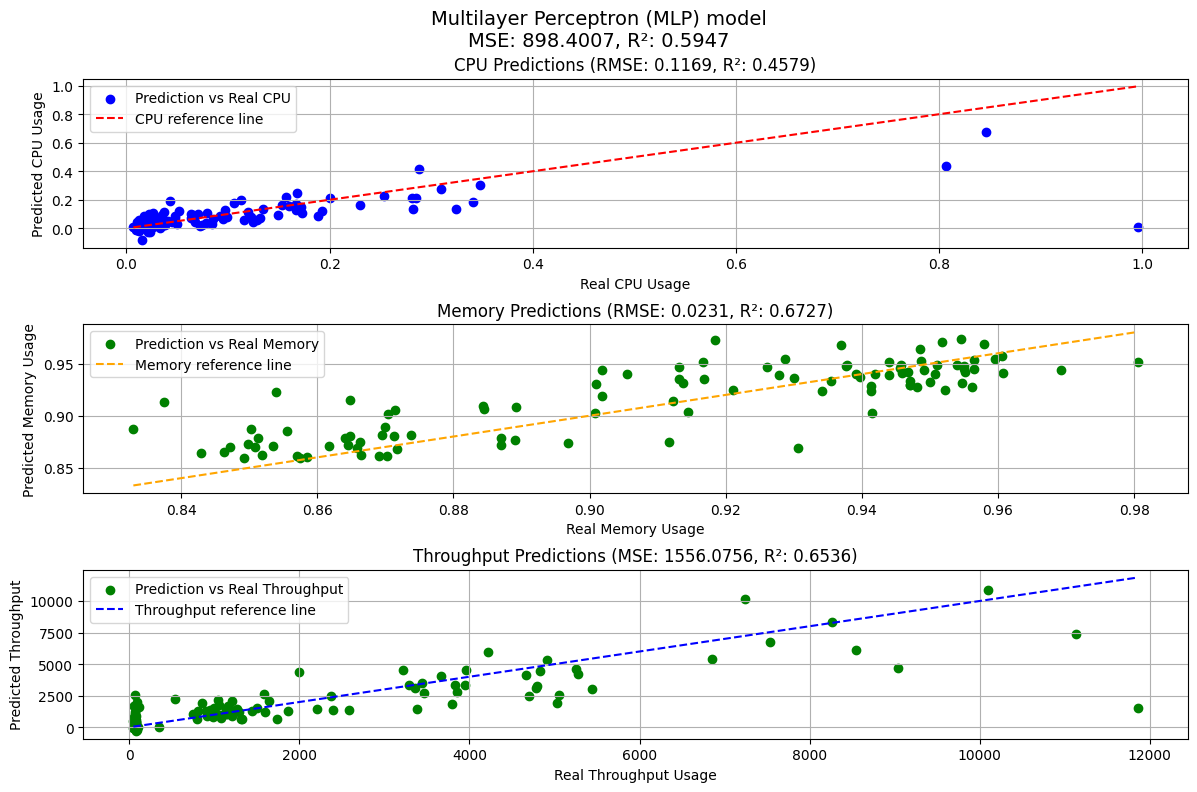 Multilayer Perceptron (MLP) model
MSE: 898.4007, R²: 0.5947
CPU Predictions (RMSE: 0.1169, R²: 0.4579)
Predicted CPU Usage
1.0
0.8
0.6
0.4
0.2
0.0
Prediction vs Real CPU
CPU reference line
0.0 0.2 0.4 0.6 0.8 1.0
Real CPU Usage
Memory Predictions (RMSE: 0.0231, R²: 0.6727)
Predicted Memory Usage
0.95
0.90
0.85
Prediction vs Real Memory
Memory reference line
0.84 0.86 0.88 0.90 0.92 0.94 0.96 0.98
Real Memory Usage
Throughput Predictions (MSE: 1556.0756, R²: 0.6536)
Predicted Throughput
10000
7500
5000
2500
0
Prediction vs Real Throughput
Throughput reference line
0 2000 4000 6000 8000 10000 12000
Real Throughput Usage